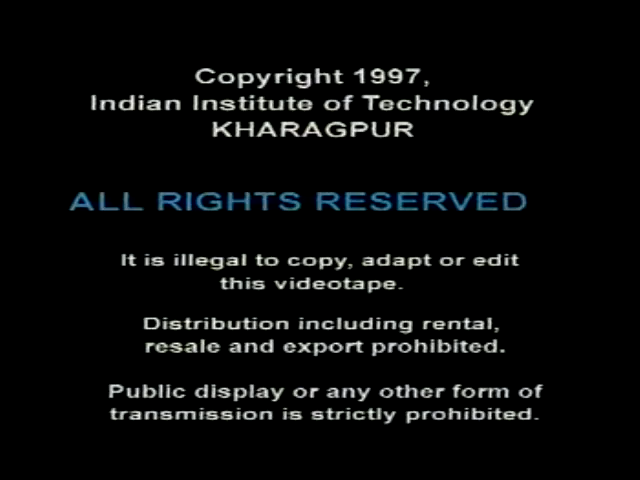 Copyright 1997,
Indian Institute of Technology
KHARAGPUR
ALL RIGHTS RESERVED
It is illegal to copy, adapt or edit
this videotape.
Distribution including rental,
resale and export prohibited.
Public display or any other form of
transmission is strictly prohibited.